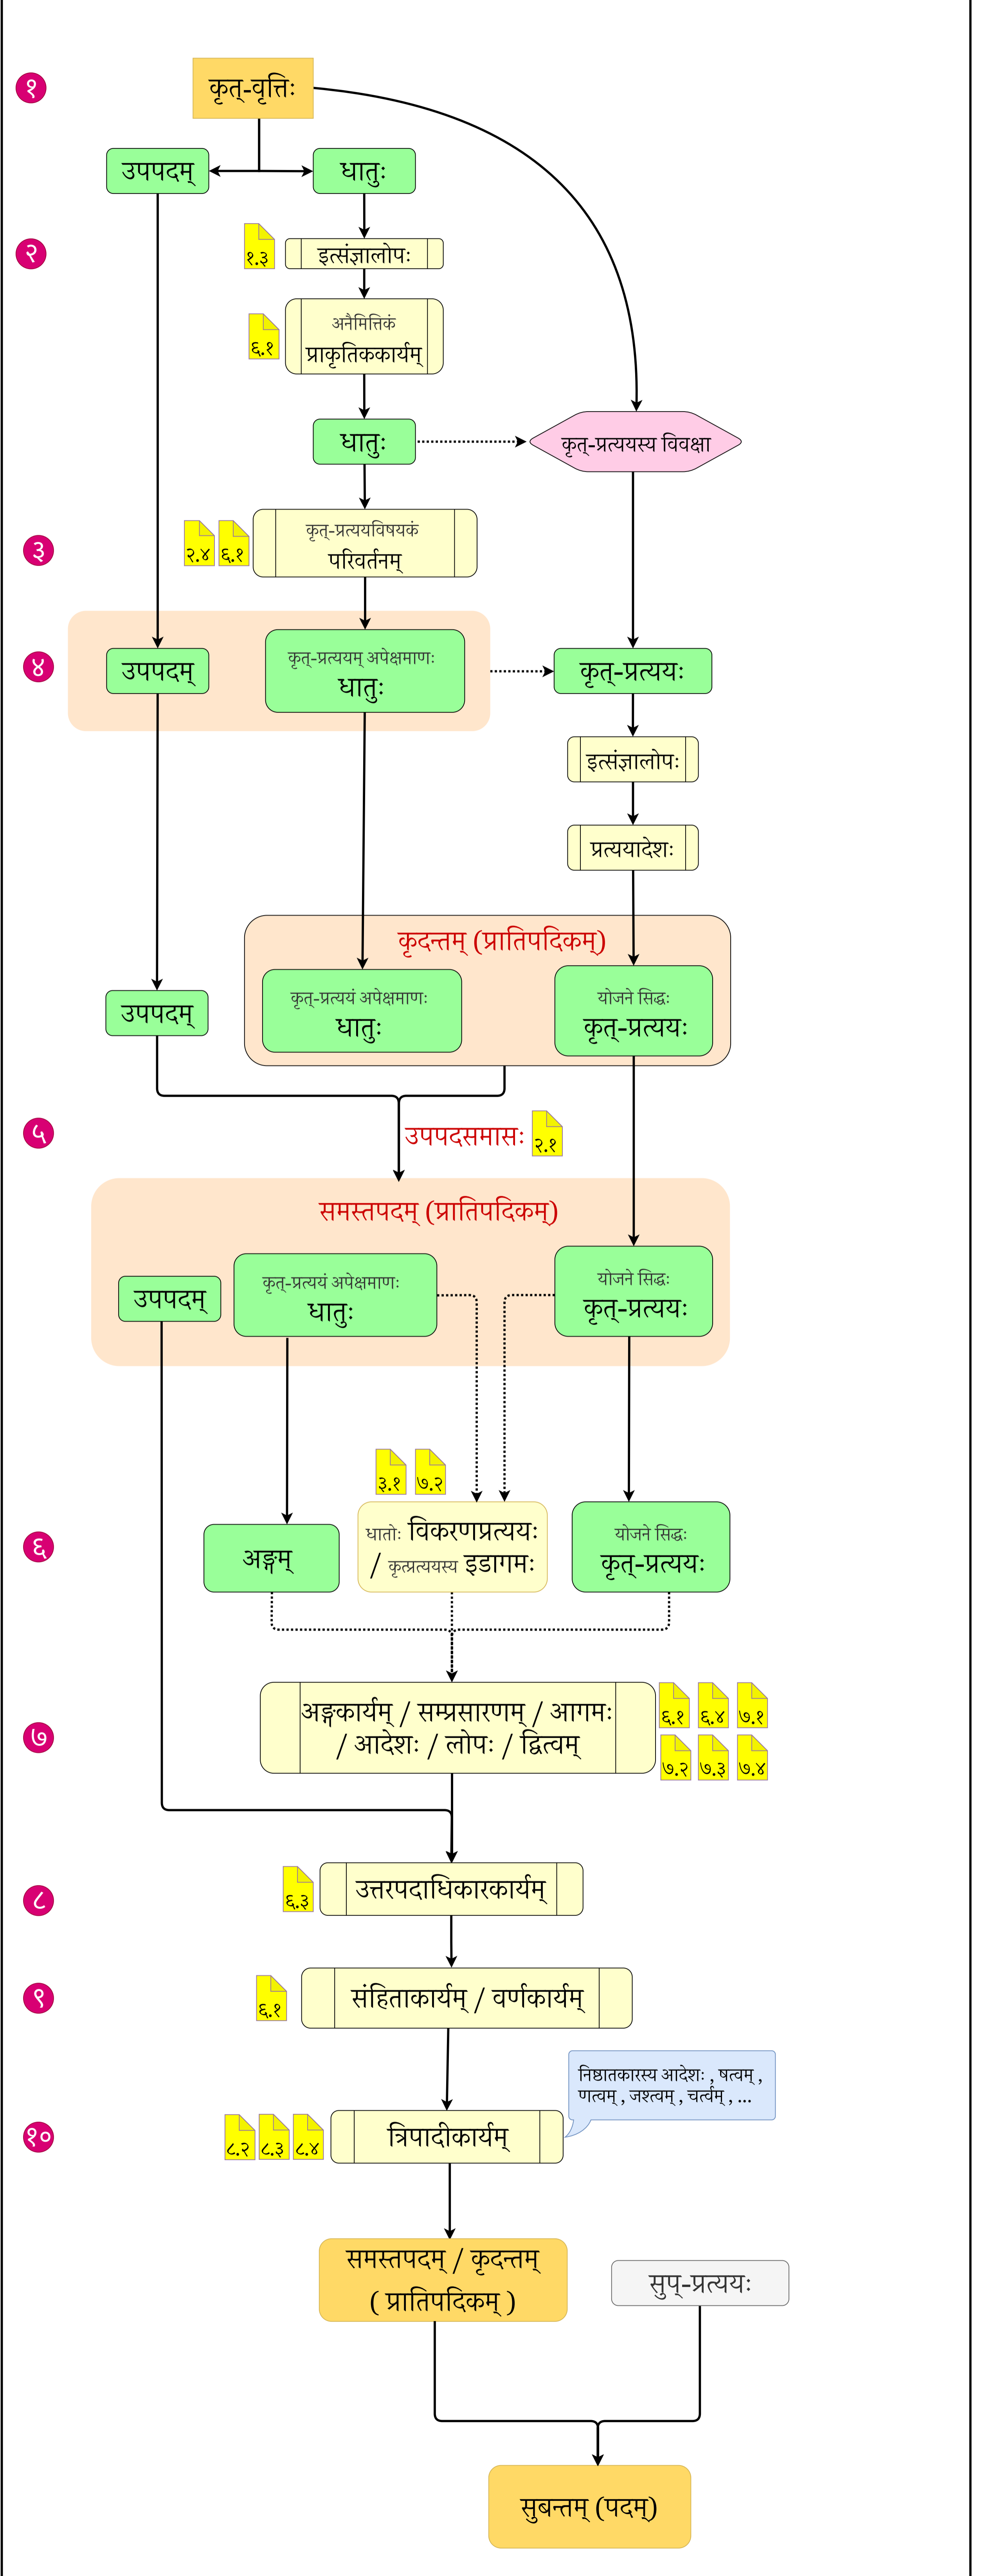 १
कृत्-वृत्तिः
उपपदम्
धातुः
२
१.३
इत्संज्ञालोपः
६.१
अनैमित्तिकं
प्राकृतिककार्यम्
धातुः
कृत्-प्रत्ययस्य विवक्षा
३
२.४
६.१
कृत्-प्रत्ययविषयकं
परिवर्तनम्
४
उपपदम्
कृत्-प्रत्ययम् अपेक्षमाणः
धातुः
कृत्-प्रत्ययः
इत्संज्ञालोपः
प्रत्ययादेशः
कृदन्तम् (प्रातिपदिकम्)
उपपदम्
कृत्-प्रत्ययं अपेक्षमाणः
धातुः
योजने सिद्धः
कृत्-प्रत्ययः
५
उपपदसमासः
२.१
समस्तपदम् (प्रातिपदिकम्)
उपपदम्
कृत्-प्रत्ययं अपेक्षमाणः
धातुः
योजने सिद्धः
कृत्-प्रत्ययः
३.१
७.२
६
अङ्गम्
धातोः विकरणप्रत्ययः
/ कृत्प्रत्ययस्य इडागमः
योजने सिद्धः
कृत्-प्रत्ययः
७
अङ्गकार्यम् / सम्प्रसारणम् / आगमः
/ आदेशः / लोपः / द्वित्वम्
६.१
६.४
७.१
७.२
७.३
७.४
८
६.३
उत्तरपदाधिकारकार्यम्
९
६.१
संहिताकार्यम् / वर्णकार्यम्
निष्ठातकारस्य आदेशः , षत्वम् ,
णत्वम् , जश्त्वम् , चर्त्वम् , ...
१०
८.२
८.३
८.४
त्रिपादीकार्यम्
समस्तपदम् / कृदन्तम्
( प्रातिपदिकम् )
सुप्-प्रत्ययः
सुबन्तम् (पदम्)